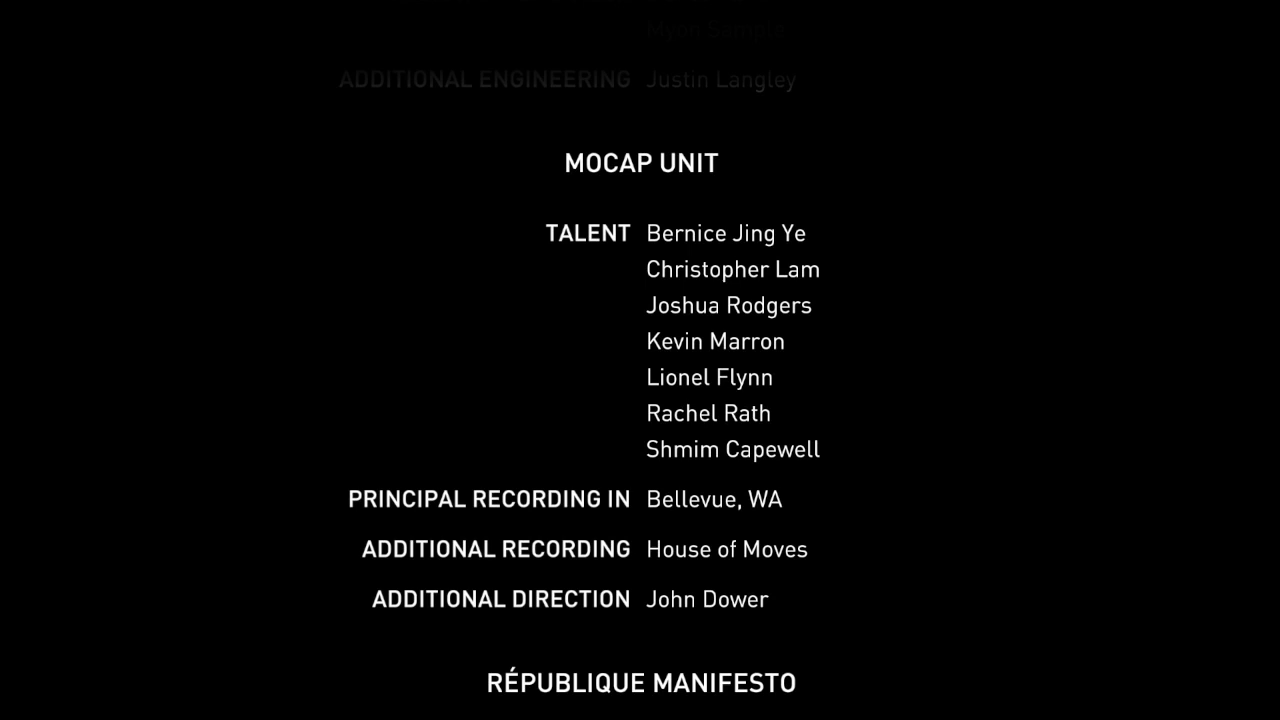 ADDITIONAL ENGINEERING Justin Langley
MOCAP UNIT
TALENT Bernice Jing Ye
Christopher Lam
Joshua Rodgers
Kevin Marron
Lionel Flynn
Rachel Rath
Shmim Capewell
PRINCIPAL RECORDING IN Bellevue, WA
ADDITIONAL RECORDING House of Moves
ADDITIONAL DIRECTION John Dower
RÉPUBLIQUE MANIFESTO